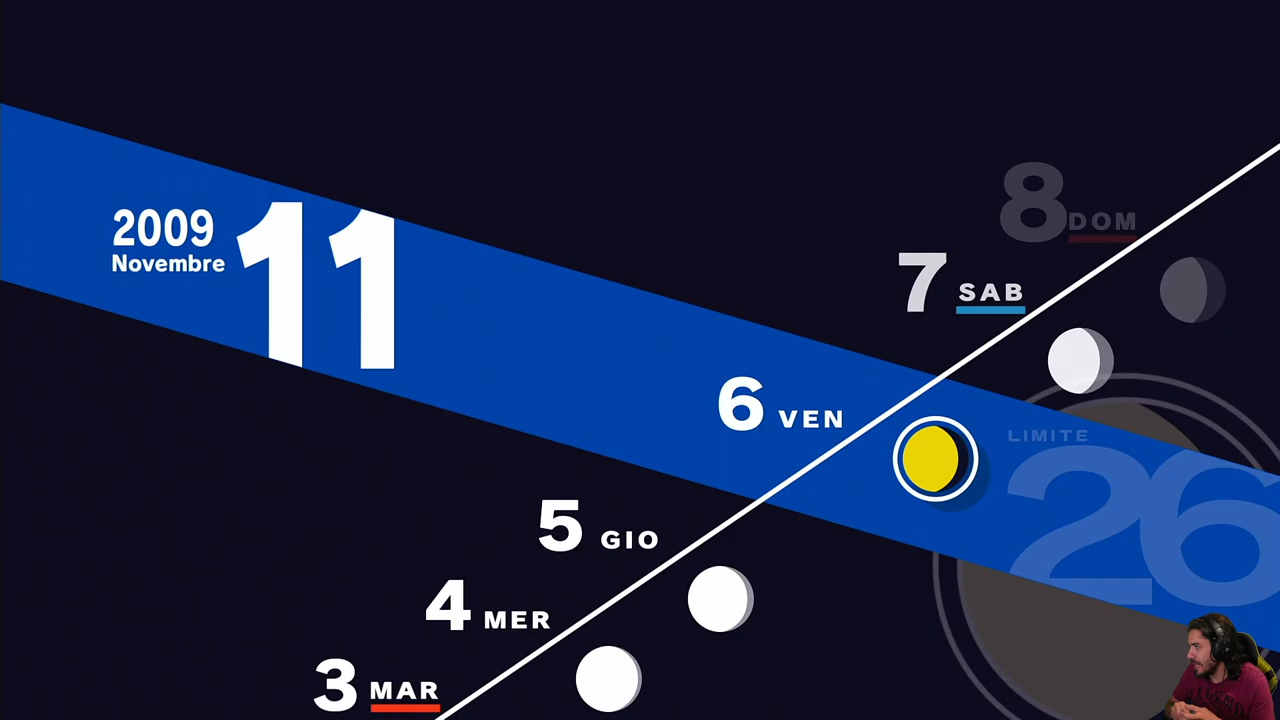 2009
Novembre
11
8 DOM
7 SAB
6 VEN
LIMITE
26
5 GIO
4 MER
3 MAR